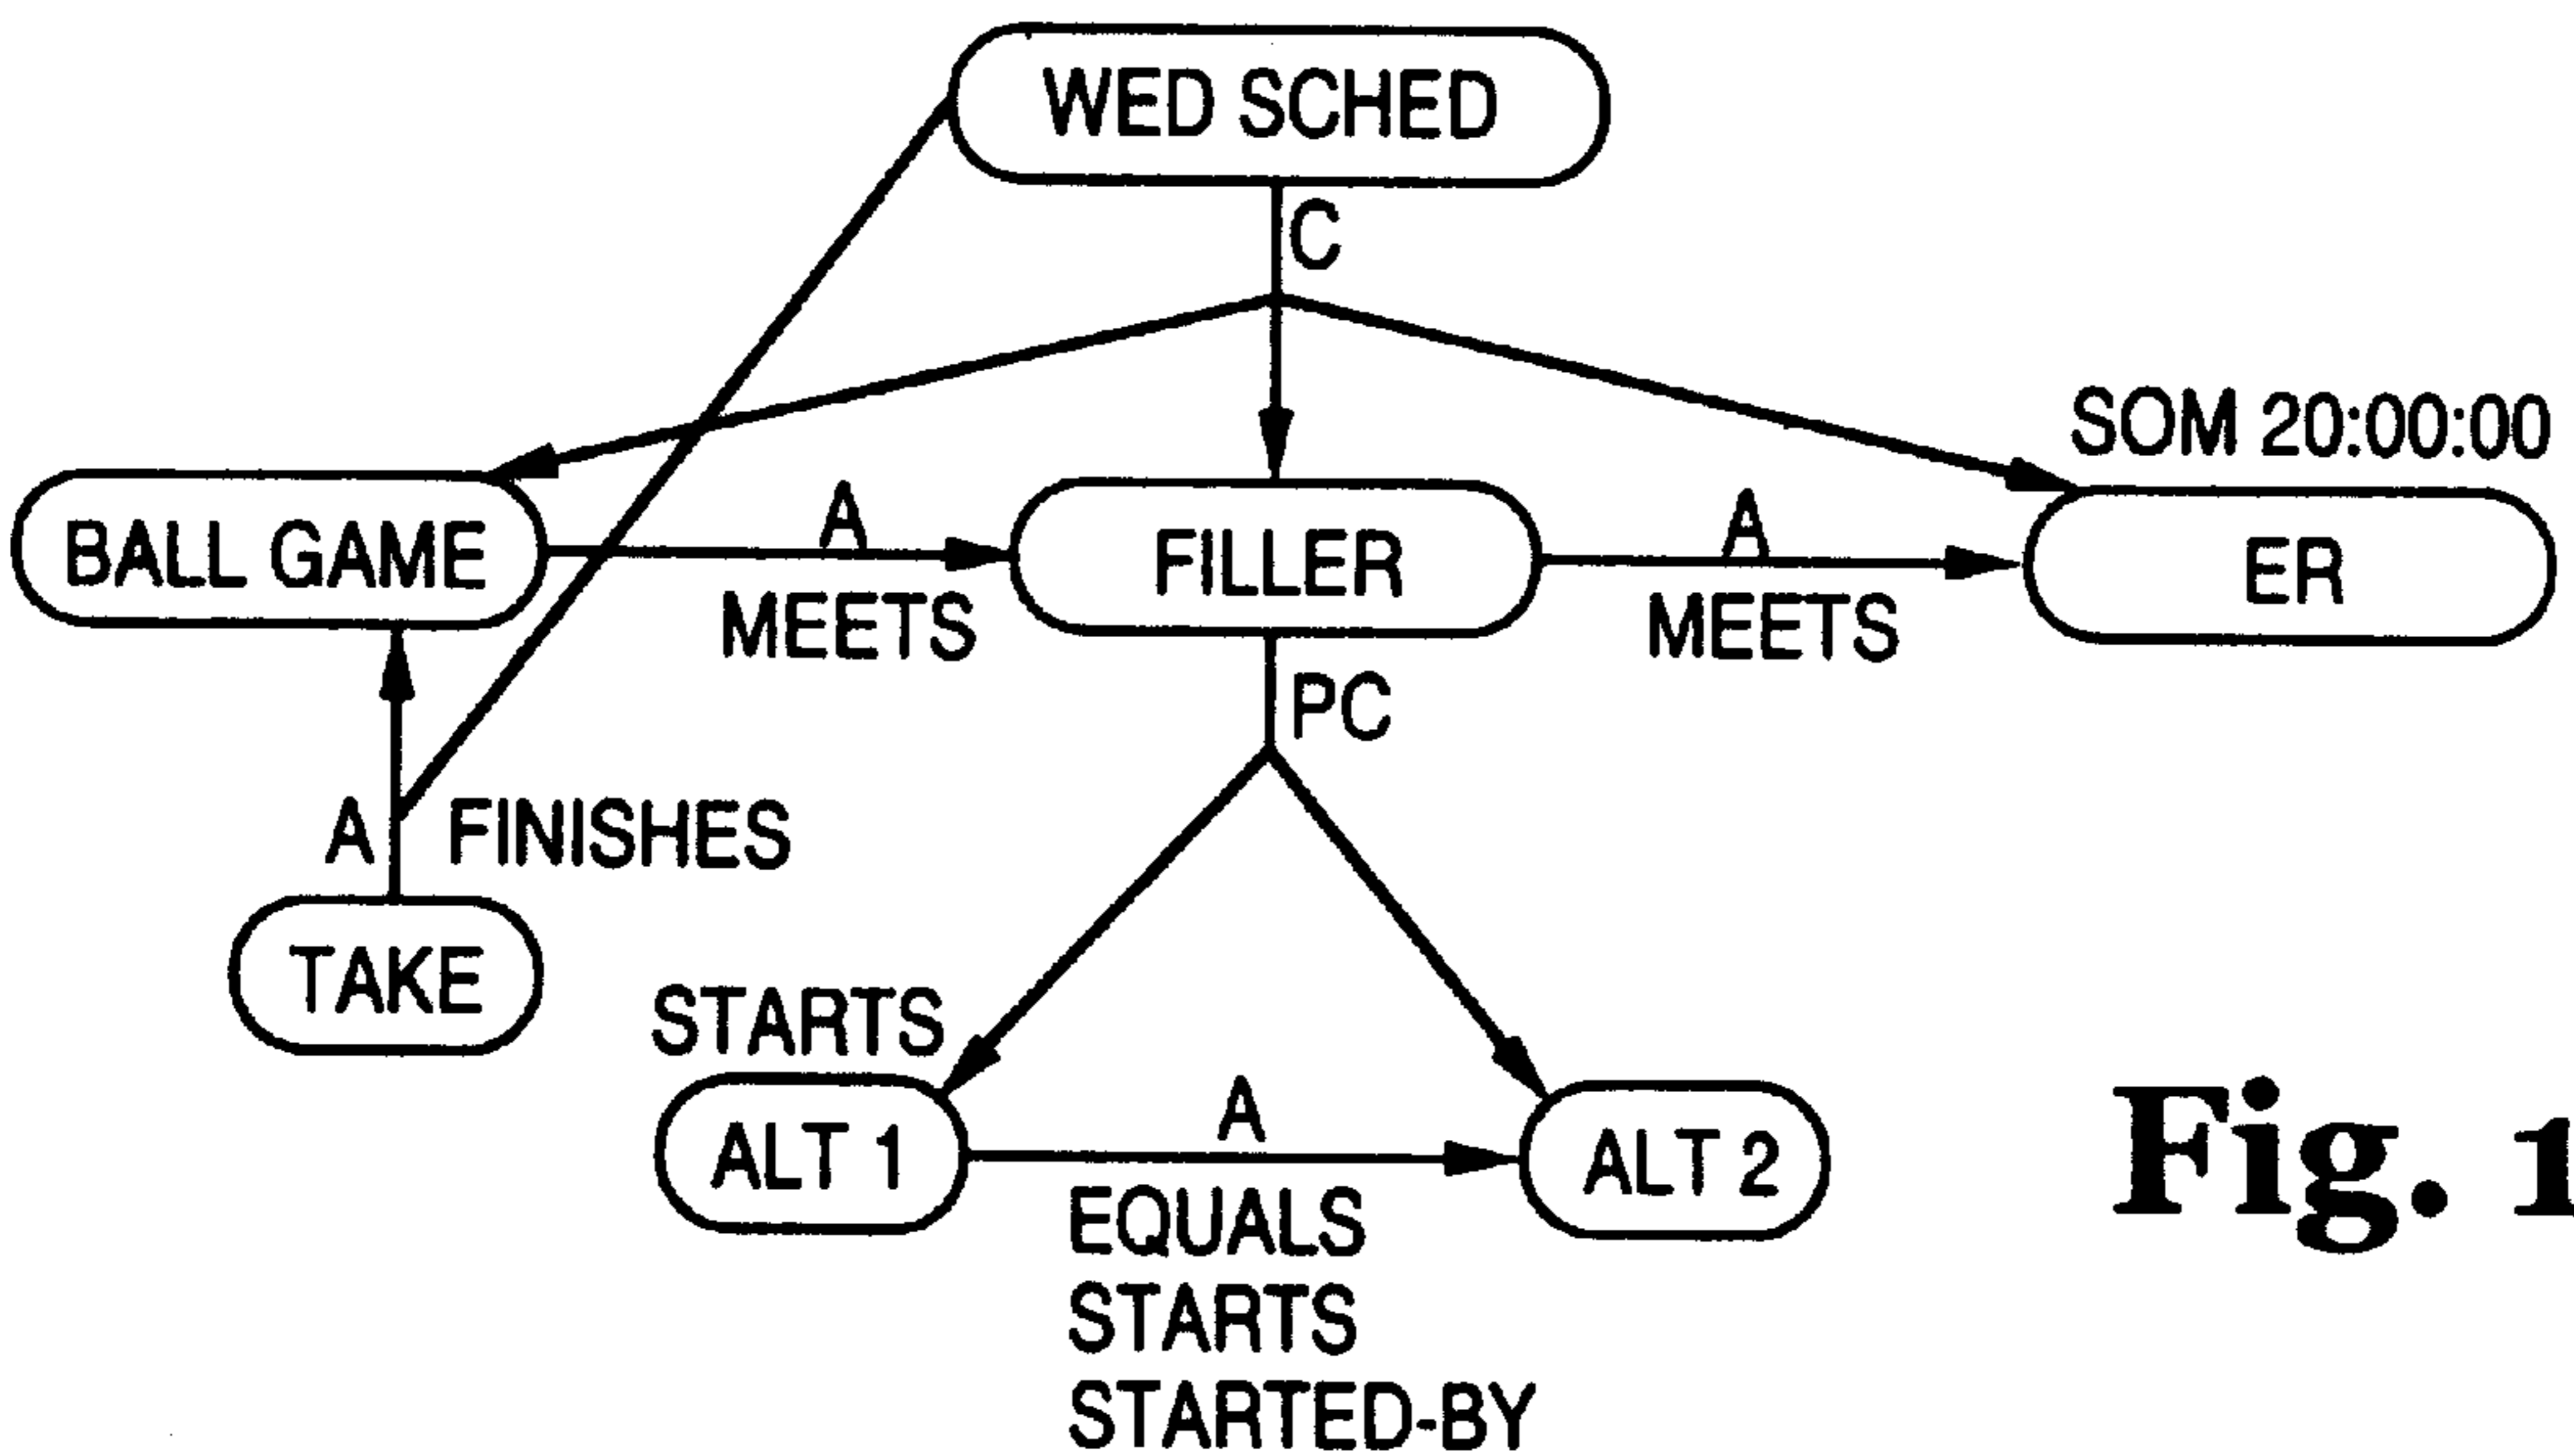 WED SCHED
C
SOM 20:00:00
BALL GAME
A
MEETS
FILLER
A
MEETS
ER
PC
A
FINISHES
TAKE
STARTS
ALT 1
A
EQUALS
STARTS
STARTED-BY
ALT 2
Fig. 1